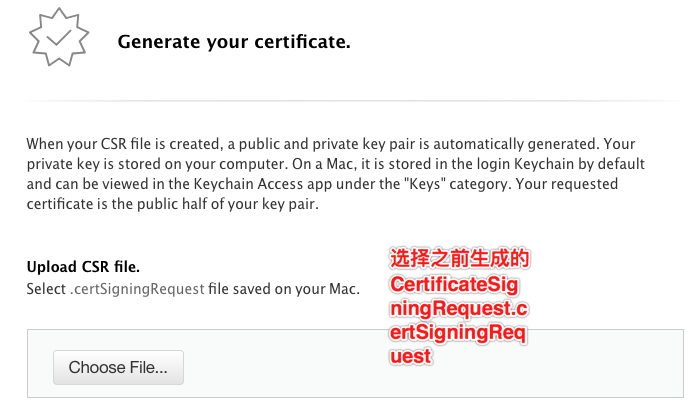 Generate your certificate.
When your CSR file is created, a public and private key pair is automatically generated. Your
private key is stored on your computer. On a Mac, it is stored in the login Keychain by default
and can be viewed in the Keychain Access app under the "Keys" category. Your requested
certificate is the public half of your key pair.
Upload CSR file.
Select .certSigningRequest file saved on your Mac.
选择之前生成的
CertificateSig
ningRequest.c
ertSigningReq
uest
Choose File...